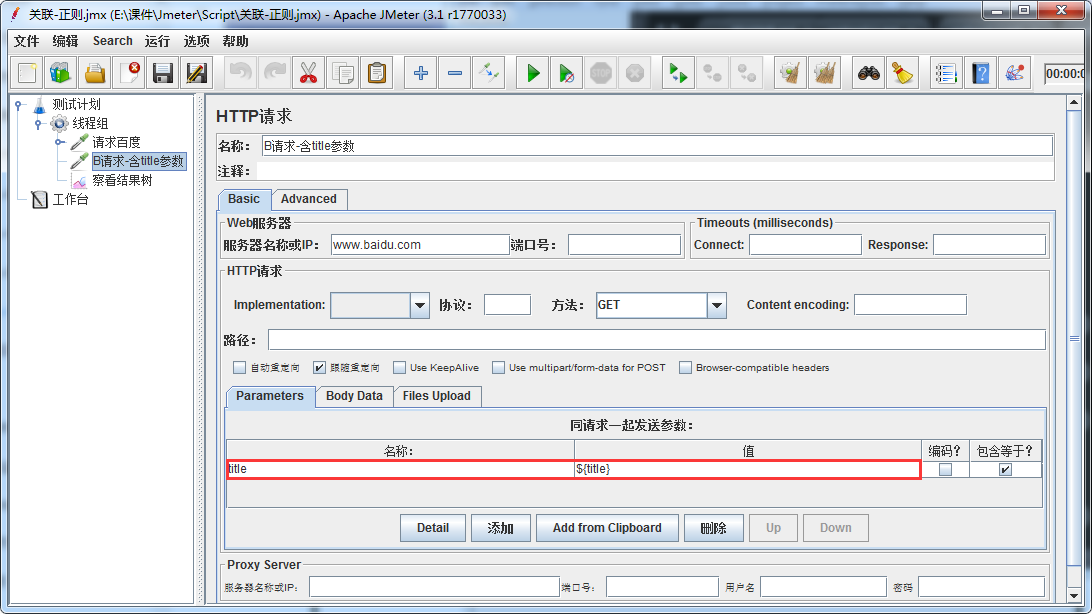 关联-正则.jmx (E:\课件\Jmeter\Script\关联-正则.jmx) - Apache JMeter (3.1 r1770033)
文件 编辑 Search 运行 选项 帮助
STOP
00:00:0
测试计划
线程组
请求百度
B请求-含title参数
察看结果树
工作台
HTTP请求
名称: B请求-含title参数
注释:
Basic Advanced
Web服务器
服务器名称或IP: www.baidu.com 端口号:
Timeouts (milliseconds)
Connect: Response:
HTTP请求
Implementation: 协议: 方法: GET Content encoding:
路径:
自动重定向 跟随重定向 Use KeepAlive Use multipart/form-data for POST Browser-compatible headers
Parameters Body Data Files Upload
同请求一起发送参数:
名称: 值 编码? 包含等于?
title ${title}
Detail 添加 Add from Clipboard 删除 Up Down
Proxy Server
服务器名称或IP: 端口号: 用户名 密码